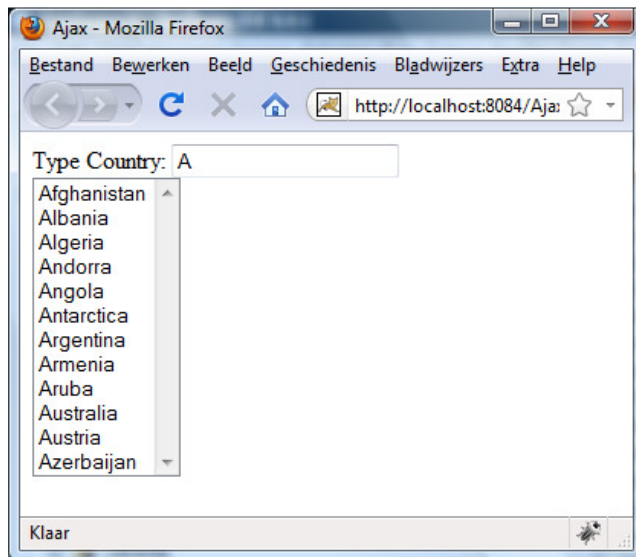 Ajax - Mozilla Firefox
Bestand Bewerken Beeld Geschiedenis Bladwijzers Extra Help
http://localhost:8084/Aja
Type Country: A
Afghanistan
Albania
Algeria
Andorra
Angola
Antarctica
Argentina
Armenia
Aruba
Australia
Austria
Azerbaijan
Klaar